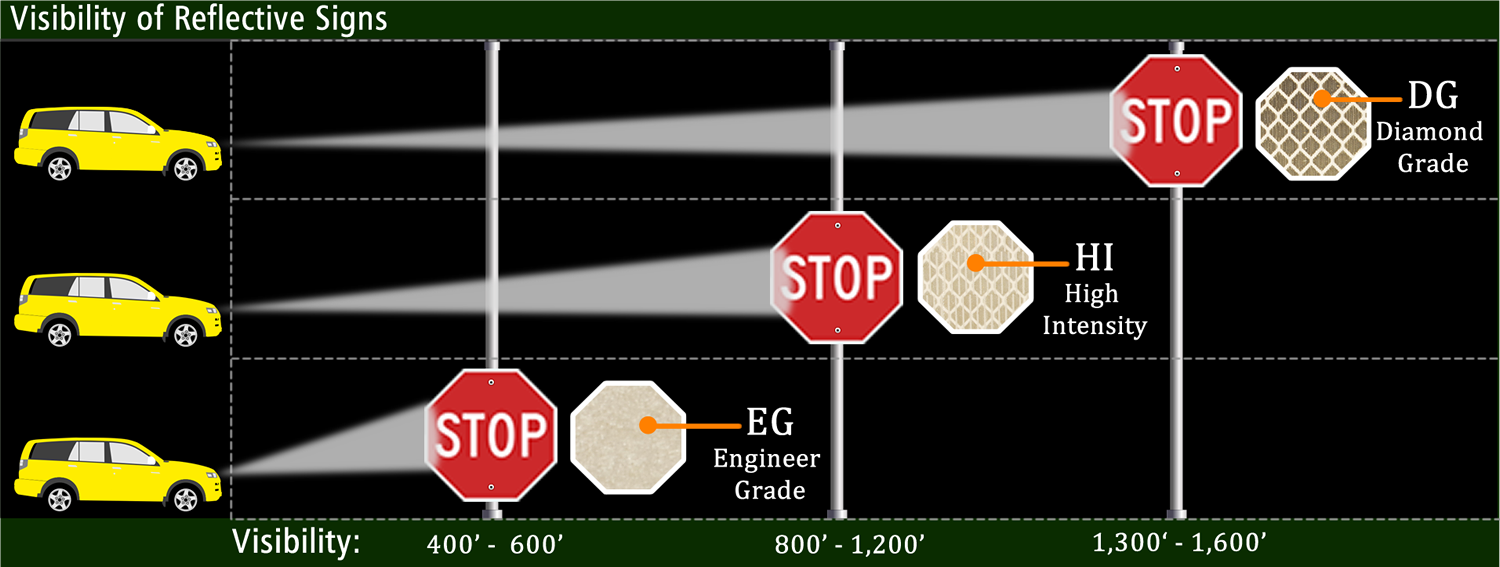 Visibility of Reflective Signs
STOP
DG
Diamond
Grade
STOP
HI
High
Intensity
STOP
EG
Engineer
Grade
Visibility: 400’ - 600’ 800’ - 1,200’ 1,300‘ - 1,600’